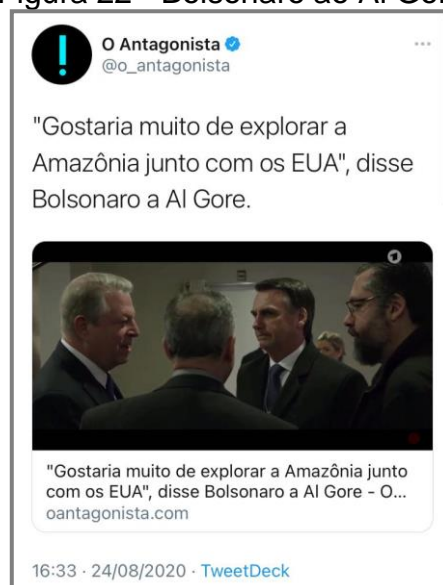 Figura 22 - Bolsonaro ao Al Gor
O Antagonista
@o_antagonista
"Gostaria muito de explorar a
Amazônia junto com os EUA", disse
Bolsonaro a Al Gore.
"Gostaria muito de explorar a Amazônia junto
com os EUA", disse Bolsonaro a Al Gore - O...
oantagonista.com
16:33 · 24/08/2020 · TweetDeck